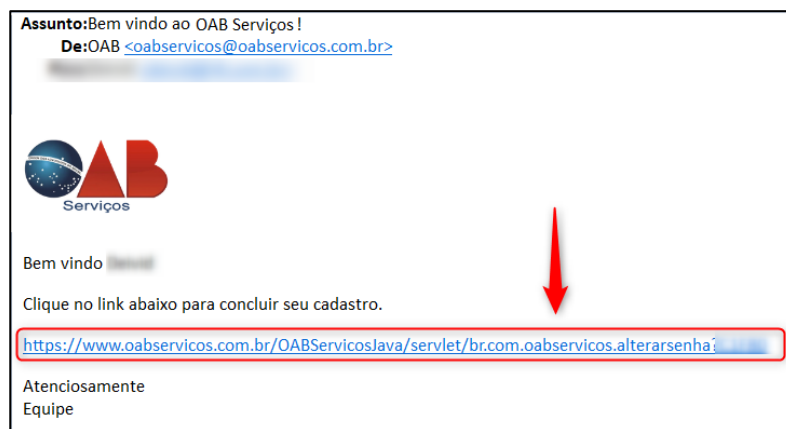 Assunto:Bem vindo ao OAB Serviços!
De:OAB <oabservicos@oabservicos.com.br>
OAB
Serviços
Bem vindo
Clique no link abaixo para concluir seu cadastro.
https://www.oabservicos.com.br/OABServicosJava/servlet/br.com.oabservicos.alterarsenha?
Atenciosamente
Equipe